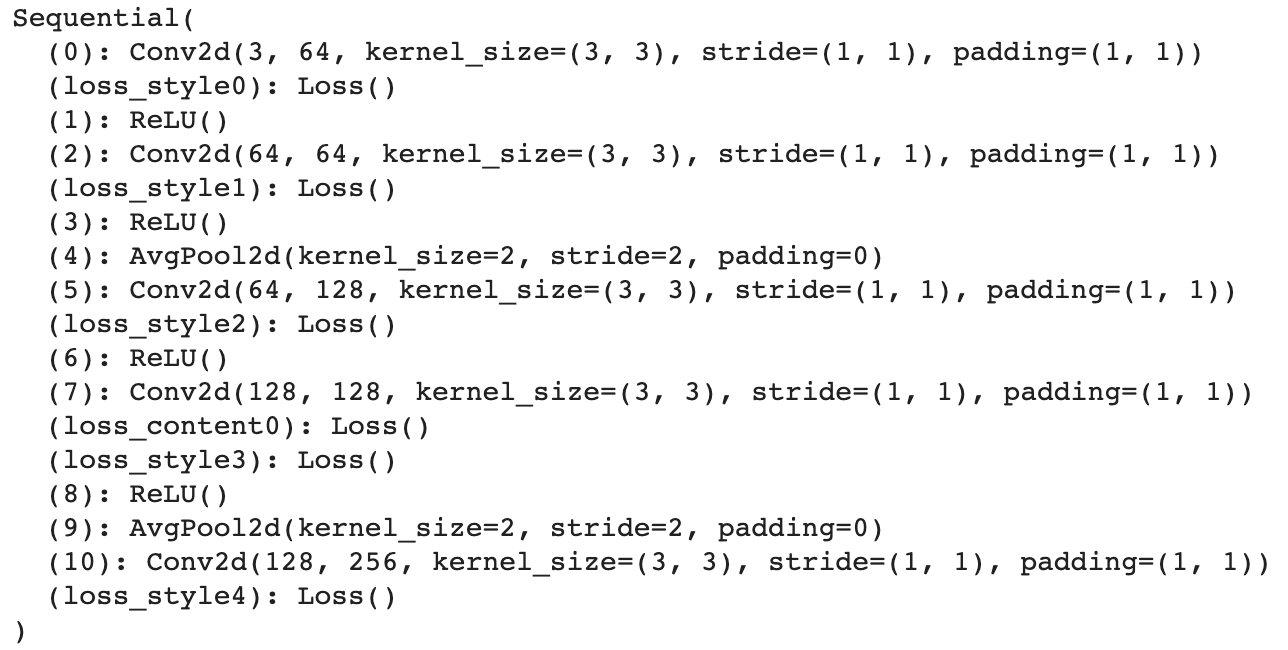 Sequential(
  (0): Conv2d(3, 64, kernel_size=(3, 3), stride=(1, 1), padding=(1, 1))
  (loss_style0): Loss()
  (1): ReLU()
  (2): Conv2d(64, 64, kernel_size=(3, 3), stride=(1, 1), padding=(1, 1))
  (loss_style1): Loss()
  (3): ReLU()
  (4): AvgPool2d(kernel_size=2, stride=2, padding=0)
  (5): Conv2d(64, 128, kernel_size=(3, 3), stride=(1, 1), padding=(1, 1))
  (loss_style2): Loss()
  (6): ReLU()
  (7): Conv2d(128, 128, kernel_size=(3, 3), stride=(1, 1), padding=(1, 1))
  (loss_content0): Loss()
  (loss_style3): Loss()
  (8): ReLU()
  (9): AvgPool2d(kernel_size=2, stride=2, padding=0)
  (10): Conv2d(128, 256, kernel_size=(3, 3), stride=(1, 1), padding=(1, 1))
  (loss_style4): Loss()
)